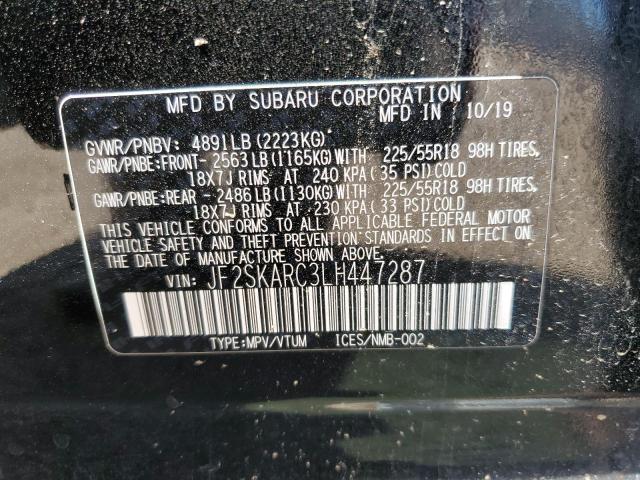 MFD BY SUBARU CORPORATION
MFD IN 10/19
GVWR/PNBV: 4891LB(2223KG)
GAWR/PNBE:FRONT- 2563LB(1165KG)WITH 225/55R18 98H TIRES,
18X7J RIMS AT 240 KPA(35 PSI)COLD
GAWR/PNBE:REAR - 2486LB(1130KG)WITH 225/55R18 98H TIRES,
18X7J RIMS AT 230 KPA(33 PSI)COLD
THIS VEHICLE CONFORMS TO ALL APPLICABLE FEDERAL MOTOR
VEHICLE SAFETY AND THEFT PREVENTION STANDARDS IN EFFECT ON
THE DATE OF MANUFACTURE SHOWN ABOVE.
VIN: JF2SKARC3LH447287
TYPE:MPV/VTUM ICES/NMB-002